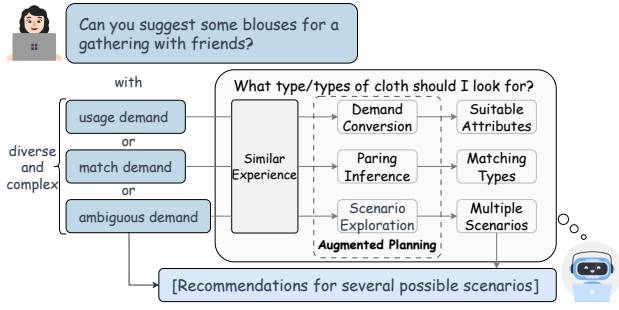 Can you suggest some blouses for a
gathering with friends?
with
What type/types of cloth should I look for?
usage demand
Demand
Conversion
Suitable
Attributes
or
diverse
and
complex
match demand
Similar
Experience
Paring
Inference
Matching
Types
or
ambiguous demand
Scenario
Exploration
Multiple
Scenarios
Augmented Planning
[Recommendations for several possible scenarios]